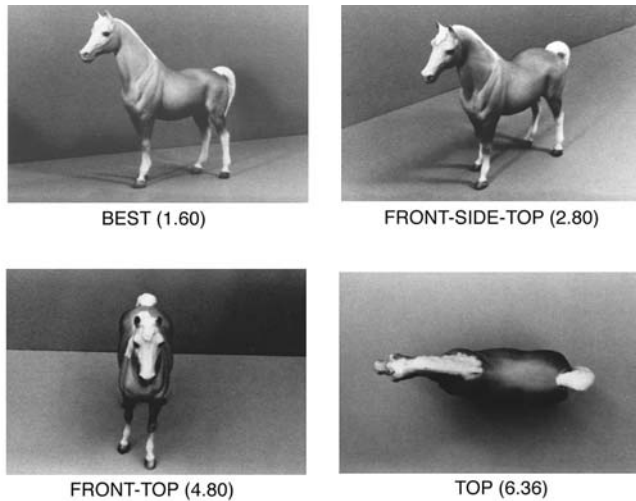 BEST (1.60)
FRONT-SIDE-TOP (2.80)
FRONT-TOP (4.80)
TOP (6.36)